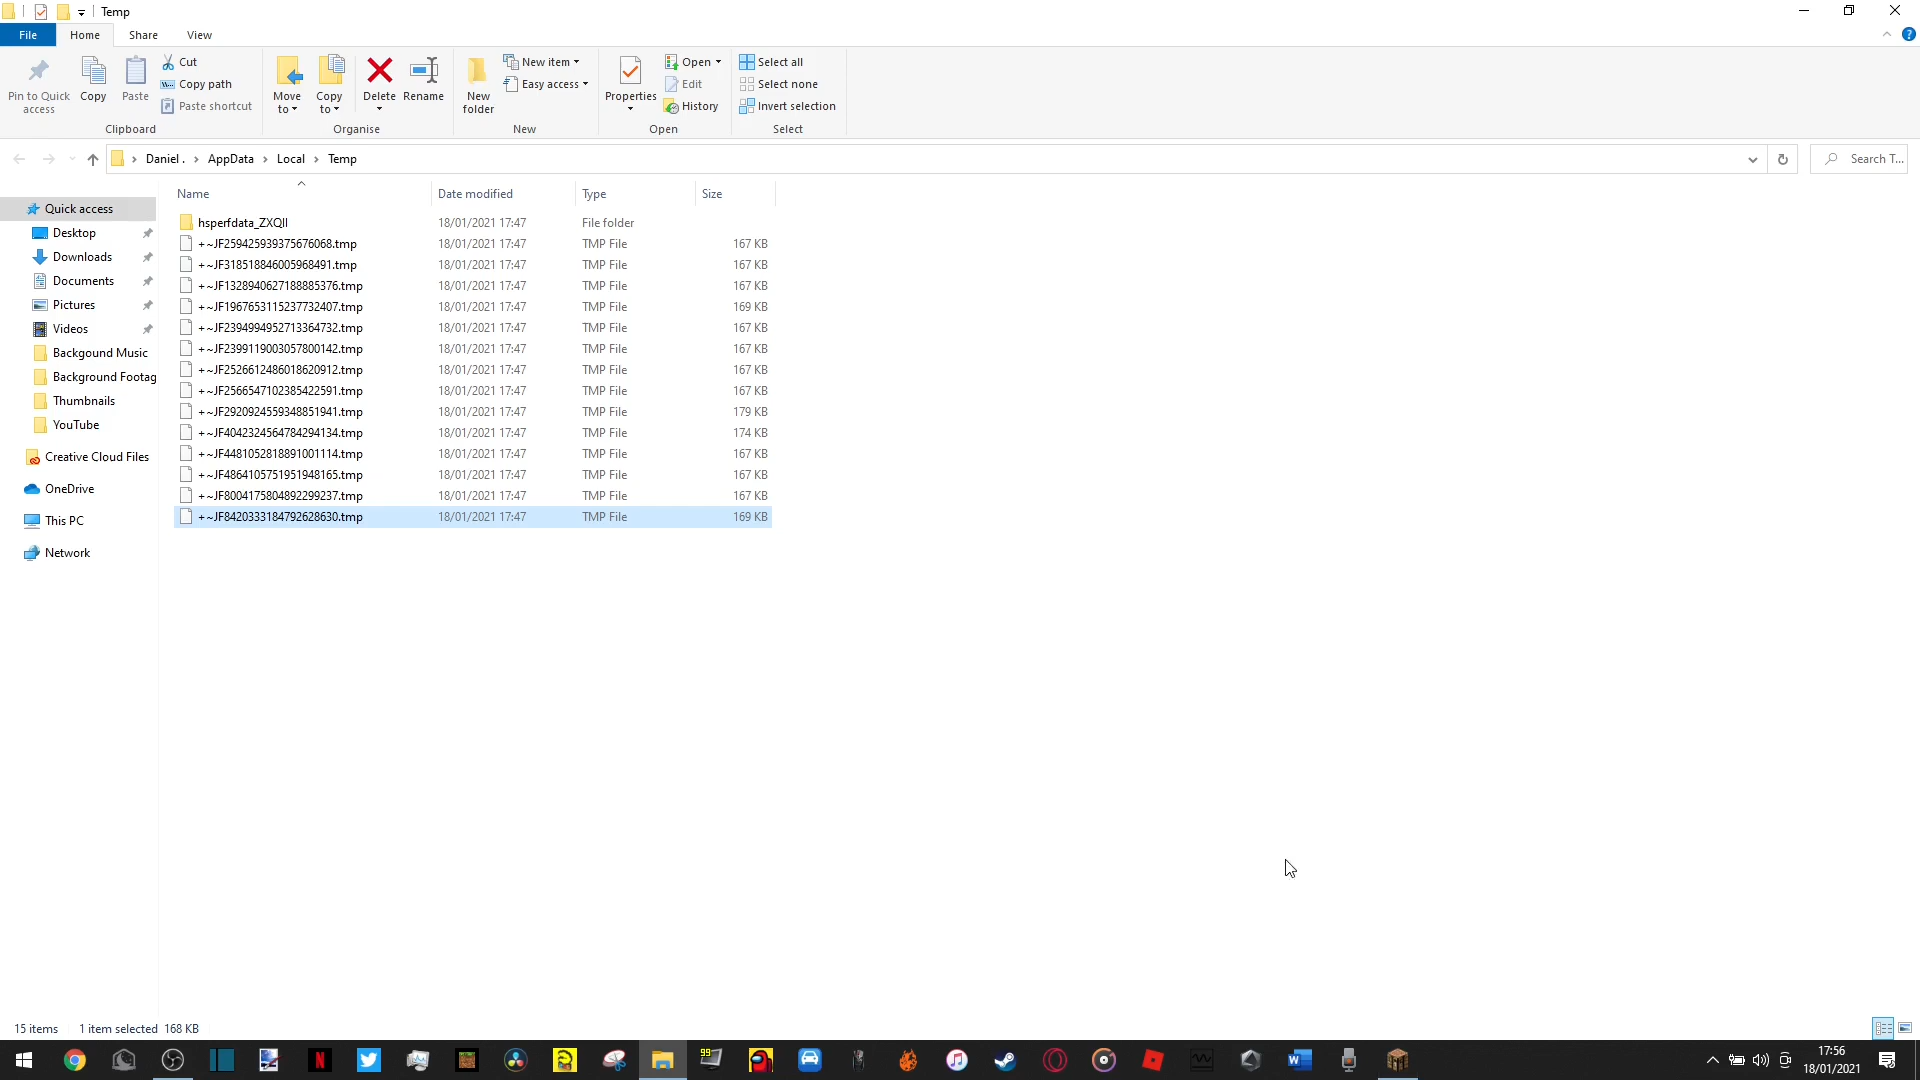 Temp
File Home Share View
Pin to Quick access
Copy
Paste
Cut
Copy path
Paste shortcut
Move to
Copy to
Delete
Rename
New folder
New item
Easy access
Properties
Open
Edit
History
Select all
Select none
Invert selection
Clipboard Organise New Open Select
Daniel . AppData Local Temp
Search T...
Name Date modified Type Size
Quick access
Desktop
Downloads
Documents
Pictures
Videos
Backgound Music
Background Footag
Thumbnails
YouTube
Creative Cloud Files
OneDrive
This PC
Network
hsperfdata_ZXQII 18/01/2021 17:47 File folder
+~JF259425939375676068.tmp 18/01/2021 17:47 TMP File 167 KB
+~JF318518846005968491.tmp 18/01/2021 17:47 TMP File 167 KB
+~JF1328940627188885376.tmp 18/01/2021 17:47 TMP File 167 KB
+~JF1967653115237732407.tmp 18/01/2021 17:47 TMP File 169 KB
+~JF2394994952713364732.tmp 18/01/2021 17:47 TMP File 167 KB
+~JF2399119003057800142.tmp 18/01/2021 17:47 TMP File 167 KB
+~JF2526612486018620912.tmp 18/01/2021 17:47 TMP File 167 KB
+~JF2566547102385422591.tmp 18/01/2021 17:47 TMP File 167 KB
+~JF2920924559348851941.tmp 18/01/2021 17:47 TMP File 179 KB
+~JF4042324564784294134.tmp 18/01/2021 17:47 TMP File 174 KB
+~JF4481052818891001114.tmp 18/01/2021 17:47 TMP File 167 KB
+~JF4864105751951948165.tmp 18/01/2021 17:47 TMP File 167 KB
+~JF8004175804892299237.tmp 18/01/2021 17:47 TMP File 167 KB
+~JF8420333184792628630.tmp 18/01/2021 17:47 TMP File 169 KB
15 items 1 item selected 168 KB
99
17:56
18/01/2021